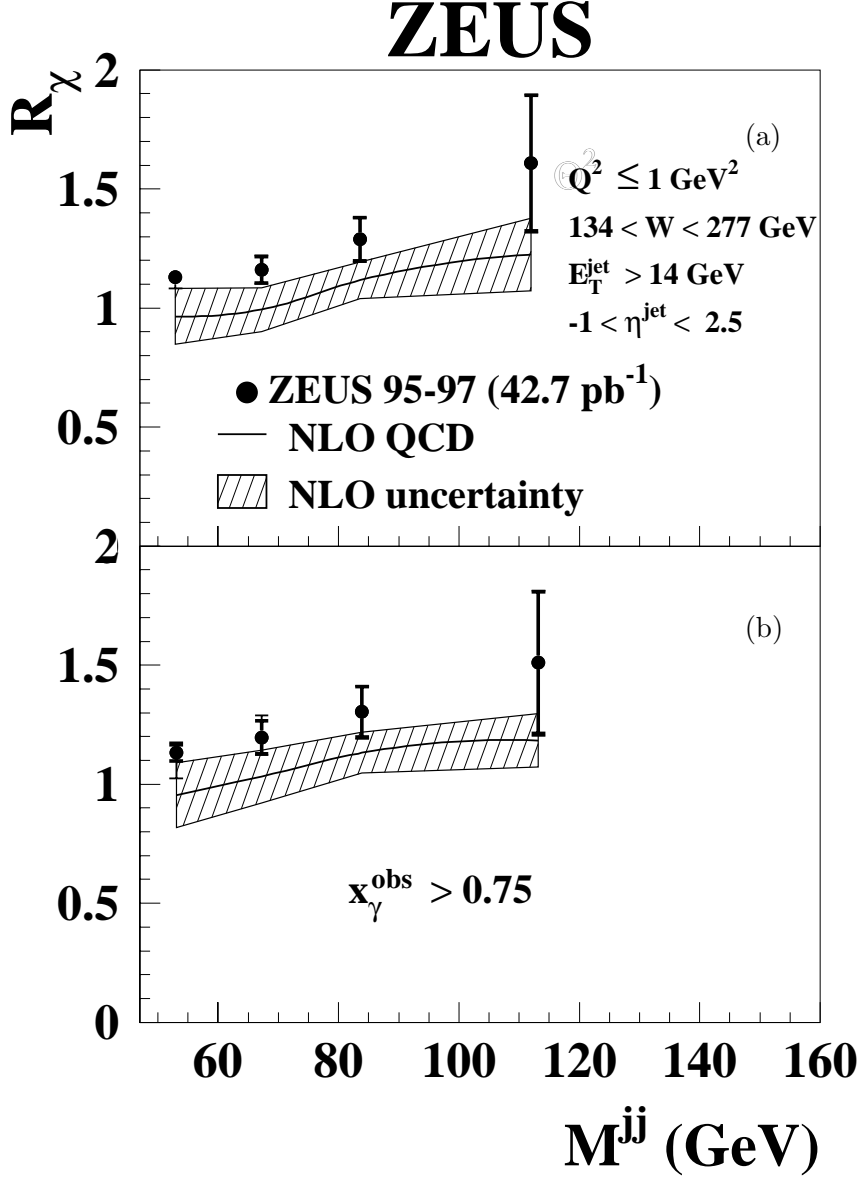 ZEUS
R_χ
2
(a)
1.5
Q² ≤ 1 GeV²
134 < W < 277 GeV
E_T^jet > 14 GeV
1
-1 < η^jet < 2.5
ZEUS 95-97 (42.7 pb⁻¹)
0.5
NLO QCD
NLO uncertainty
2
(b)
1.5
1
x_γ^obs > 0.75
0.5
0
60 80 100 120 140 160
M^jj (GeV)